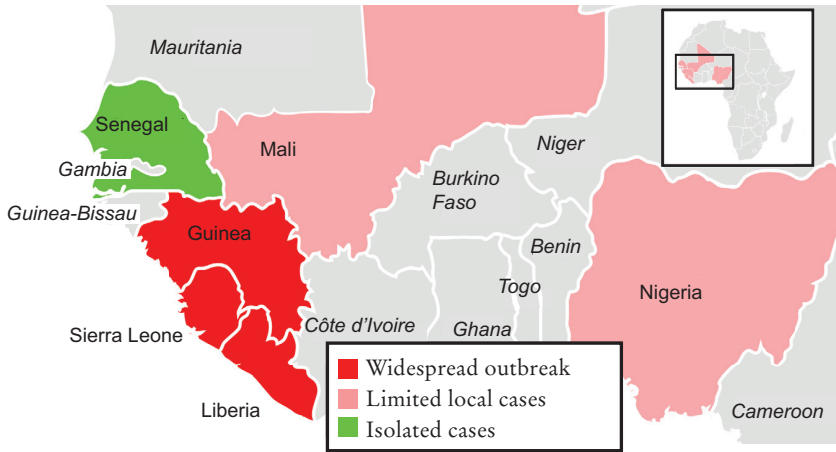 Mauritania
Senegal
Mali
Niger
Gambia
Burkino
Faso
Guinea-Bissau
Guinea
Benin
Togo
Nigeria
Sierra Leone
Côte d’Ivoire
Ghana
Liberia
Cameroon
Widespread outbreak
Limited local cases
Isolated cases